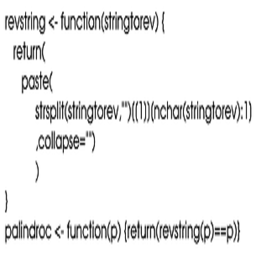 revstring <- function(stringtorev) {
return(
paste(
strsplit(stringtorev,"")((1))(nchar(stringtorev):1)
,collapse="")
)
}
palindroc <- function(p) {return(revstring(p)==p)}